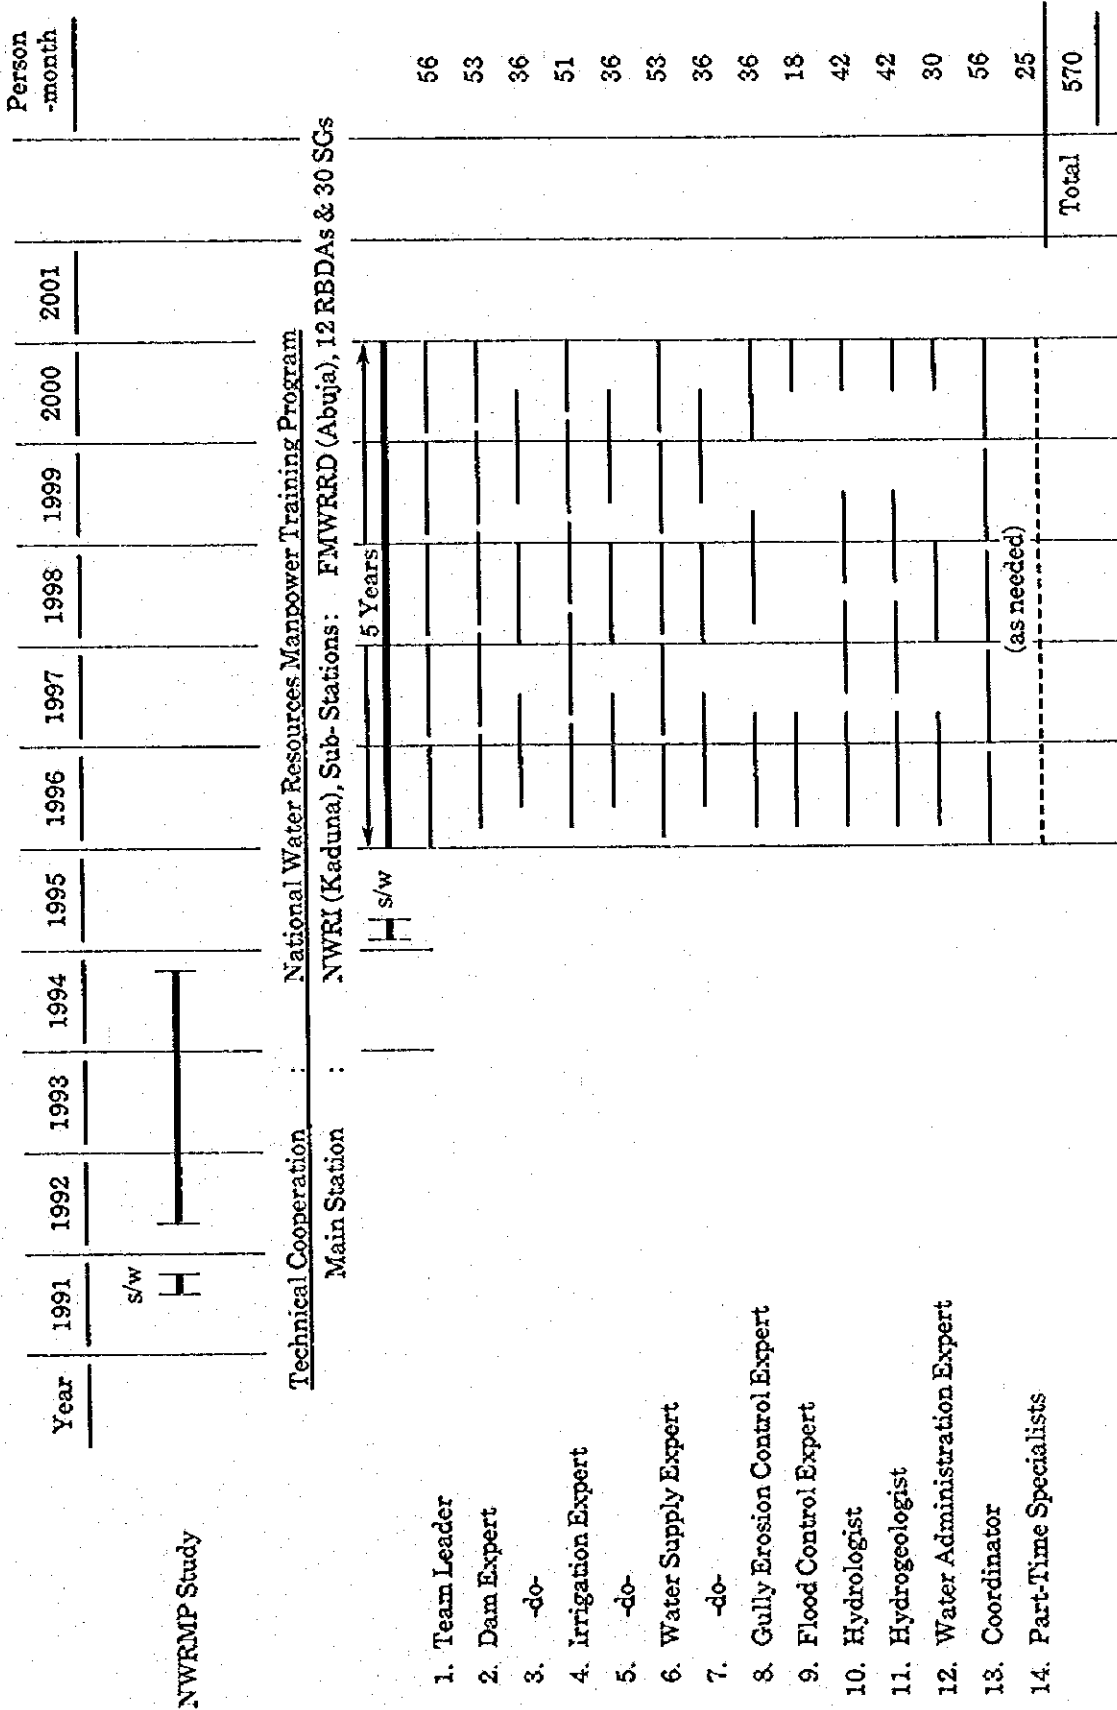 Year 1991 1992 1993 1994 1995 1996 1997 1998 1999 2000 2001 Person
-month
s/w
NWRMP Study
Technical Cooperation : National Water Resources Manpower Training Program
Main Station : NWRI (Kaduna), Sub-Stations: FMWRRD (Abuja), 12 RBDAs & 30 SGs
s/w 5 Years
1. Team Leader 56
2. Dam Expert 53
3. -do- 36
4. Irrigation Expert 51
5. -do- 36
6. Water Supply Expert 53
7. -do- 36
8. Gully Erosion Control Expert 36
9. Flood Control Expert 18
10. Hydrologist 42
11. Hydrogeologist 42
12. Water Administration Expert 30
13. Coordinator 56
14. Part-Time Specialists (as needed) 25
Total 570